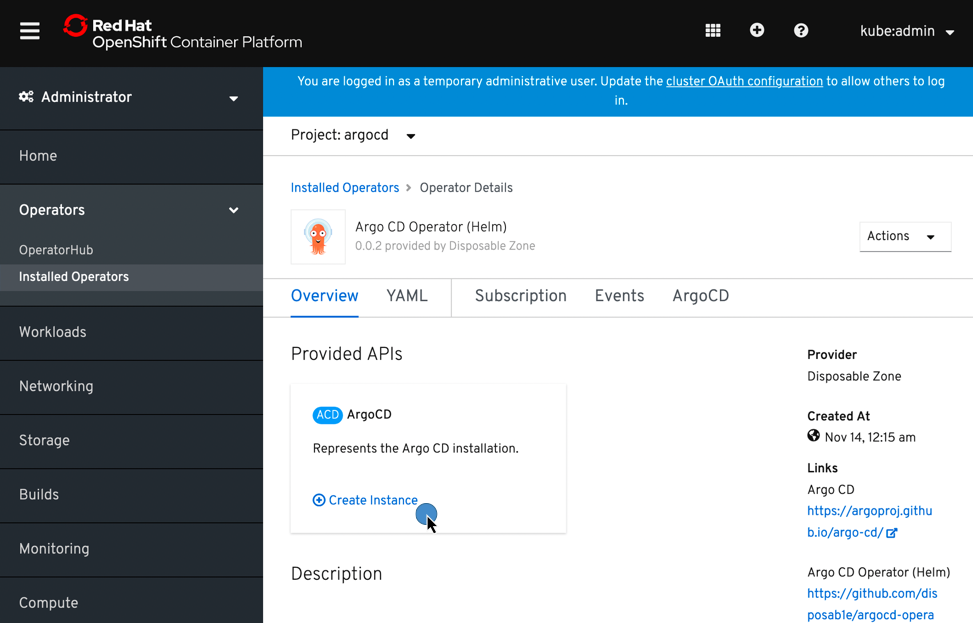 Red Hat
OpenShift Container Platform
kube:admin
Administrator
Home
Operators
OperatorHub
Installed Operators
Workloads
Networking
Storage
Builds
Monitoring
Compute
You are logged in as a temporary administrative user. Update the cluster OAuth configuration to allow others to log
in.
Project: argocd
Installed Operators > Operator Details
Argo CD Operator (Helm)
0.0.2 provided by Disposable Zone
Actions
Overview YAML Subscription Events ArgoCD
Provided APIs
ACD ArgoCD
Represents the Argo CD installation.
Create Instance
Description
Provider
Disposable Zone
Created At
Nov 14, 12:15 am
Links
Argo CD
https://argoproj.githu
b.io/argo-cd/
Argo CD Operator (Helm)
https://github.com/dis
posab1e/argocd-opera